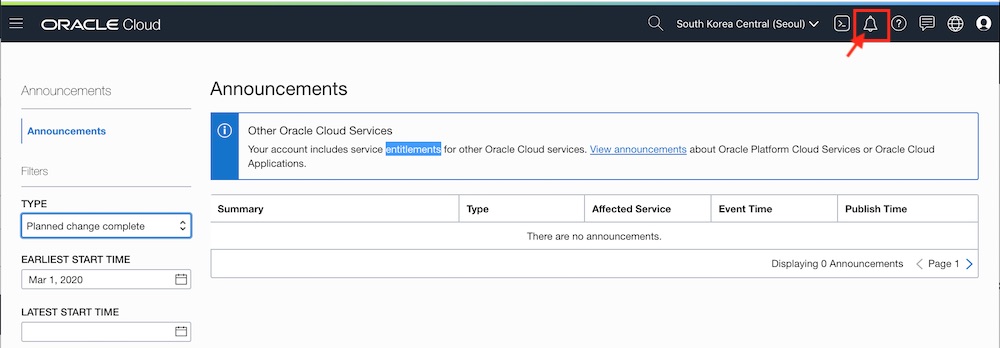 ORACLE Cloud
South Korea Central (Seoul)
Announcements
Announcements
Filters
TYPE
Planned change complete
EARLIEST START TIME
Mar 1, 2020
LATEST START TIME
Announcements
Other Oracle Cloud Services
Your account includes service entitlements for other Oracle Cloud services. View announcements about Oracle Platform Cloud Services or Oracle Cloud
Applications.
Summary Type Affected Service Event Time Publish Time
There are no announcements.
Displaying 0 Announcements Page 1